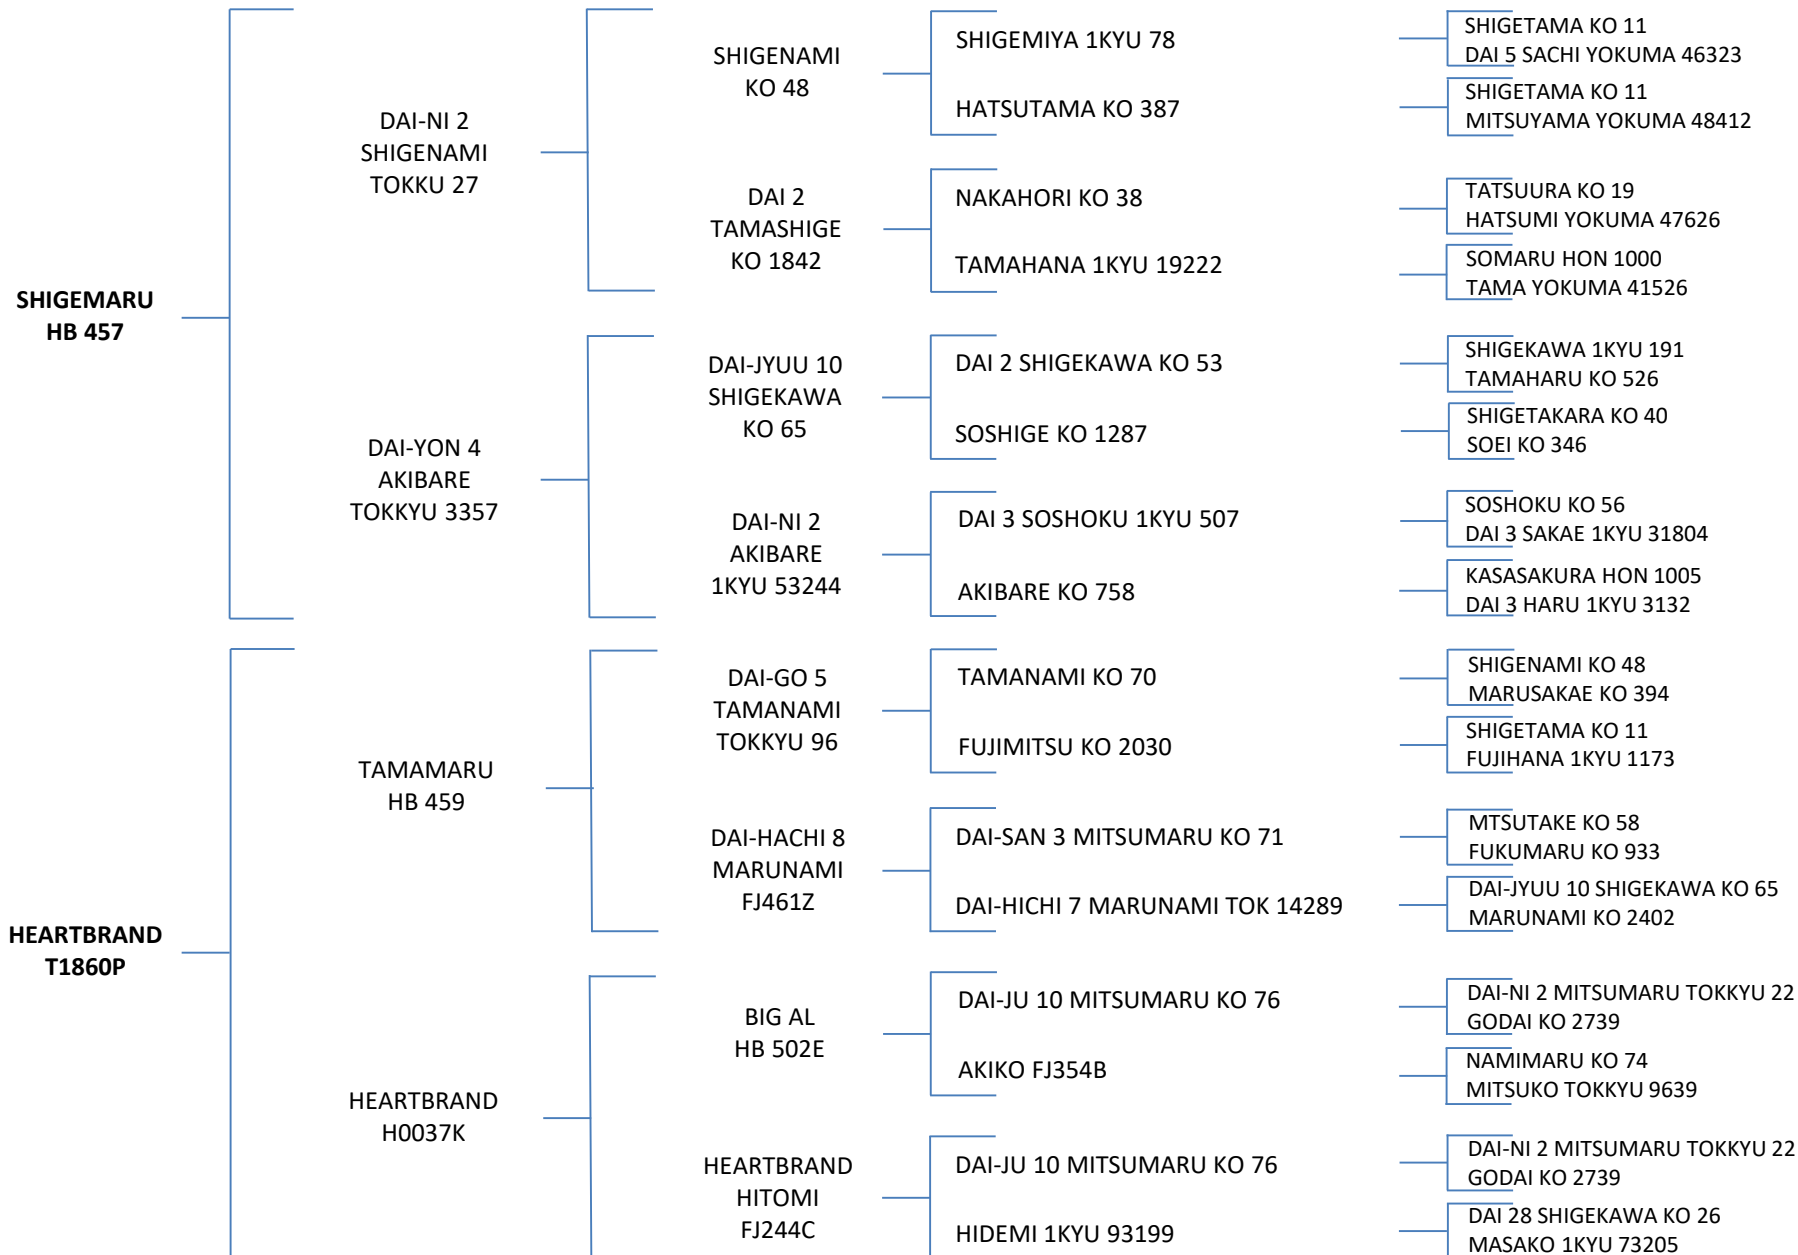 SHIGEMARU
HB 457
DAI-NI 2
SHIGENAMI
TOKKU 27
SHIGENAMI
KO 48
SHIGEMIYA 1KYU 78
SHIGETAMA KO 11
DAI 5 SACHI YOKUMA 46323
HATSUTAMA KO 387
SHIGETAMA KO 11
MITSUYAMA YOKUMA 48412
DAI 2
TAMASHIGE
KO 1842
NAKAHORI KO 38
TATSUURA KO 19
HATSUMI YOKUMA 47626
TAMAHANA 1KYU 19222
SOMARU HON 1000
TAMA YOKUMA 41526
DAI-YON 4
AKIBARE
TOKKYU 3357
DAI-JYUU 10
SHIGEKAWA
KO 65
DAI 2 SHIGEKAWA KO 53
SHIGEKAWA 1KYU 191
TAMAHARU KO 526
SOSHIGE KO 1287
SHIGETAKARA KO 40
SOEI KO 346
DAI-NI 2
AKIBARE
1KYU 53244
DAI 3 SOSHOKU 1KYU 507
SOSHOKU KO 56
DAI 3 SAKAE 1KYU 31804
AKIBARE KO 758
KASASAKURA HON 1005
DAI 3 HARU 1KYU 3132
HEARTBRAND
T1860P
TAMAMARU
HB 459
DAI-GO 5
TAMANAMI
TOKKYU 96
TAMANAMI KO 70
SHIGENAMI KO 48
MARUSAKAE KO 394
FUJIMITSU KO 2030
SHIGETAMA KO 11
FUJIHANA 1KYU 1173
DAI-HACHI 8
MARUNAMI
FJ461Z
DAI-SAN 3 MITSUMARU KO 71
MTSUTAKE KO 58
FUKUMARU KO 933
DAI-HICHI 7 MARUNAMI TOK 14289
DAI-JYUU 10 SHIGEKAWA KO 65
MARUNAMI KO 2402
HEARTBRAND
H0037K
BIG AL
HB 502E
DAI-JU 10 MITSUMARU KO 76
DAI-NI 2 MITSUMARU TOKKYU 22
GODAI KO 2739
AKIKO FJ354B
NAMIMARU KO 74
MITSUKO TOKKYU 9639
HEARTBRAND
HITOMI
FJ244C
DAI-JU 10 MITSUMARU KO 76
DAI-NI 2 MITSUMARU TOKKYU 22
GODAI KO 2739
HIDEMI 1KYU 93199
DAI 28 SHIGEKAWA KO 26
MASAKO 1KYU 73205